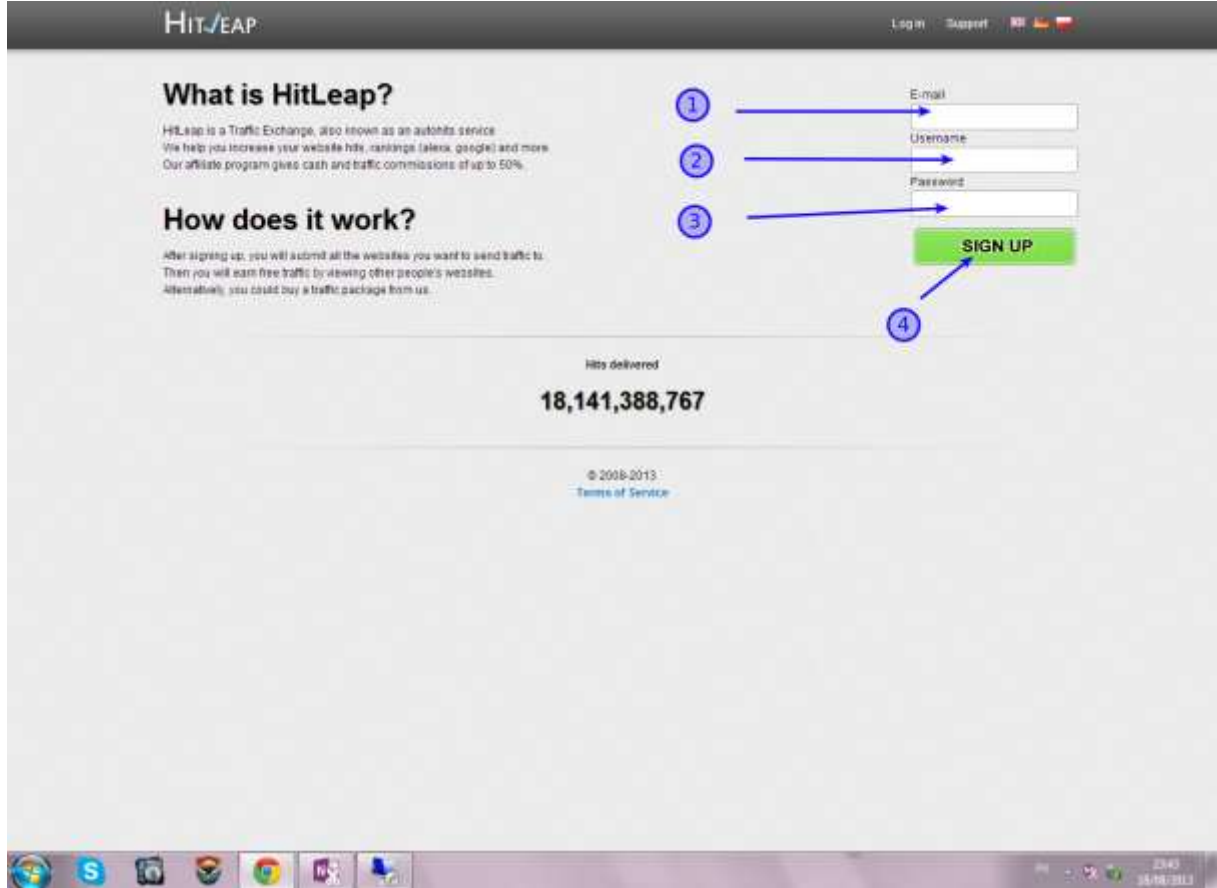 HITLEAP
Log in Support
What is HitLeap?
HitLeap is a Traffic Exchange, also known as an autohits service
We help you increase your website hits, rankings (alexa, google) and more.
Our affiliate program gives cash and traffic commissions of up to 50%.
How does it work?
After signing up, you will submit all the websites you want to send traffic to.
Then you will earn free traffic by viewing other people's websites.
Alternatively, you could buy a traffic package from us.
1
E-mail
2
Username
3
Password
SIGN UP
4
Hits delivered
18,141,388,767
© 2008-2013
Terms of Service
S
N